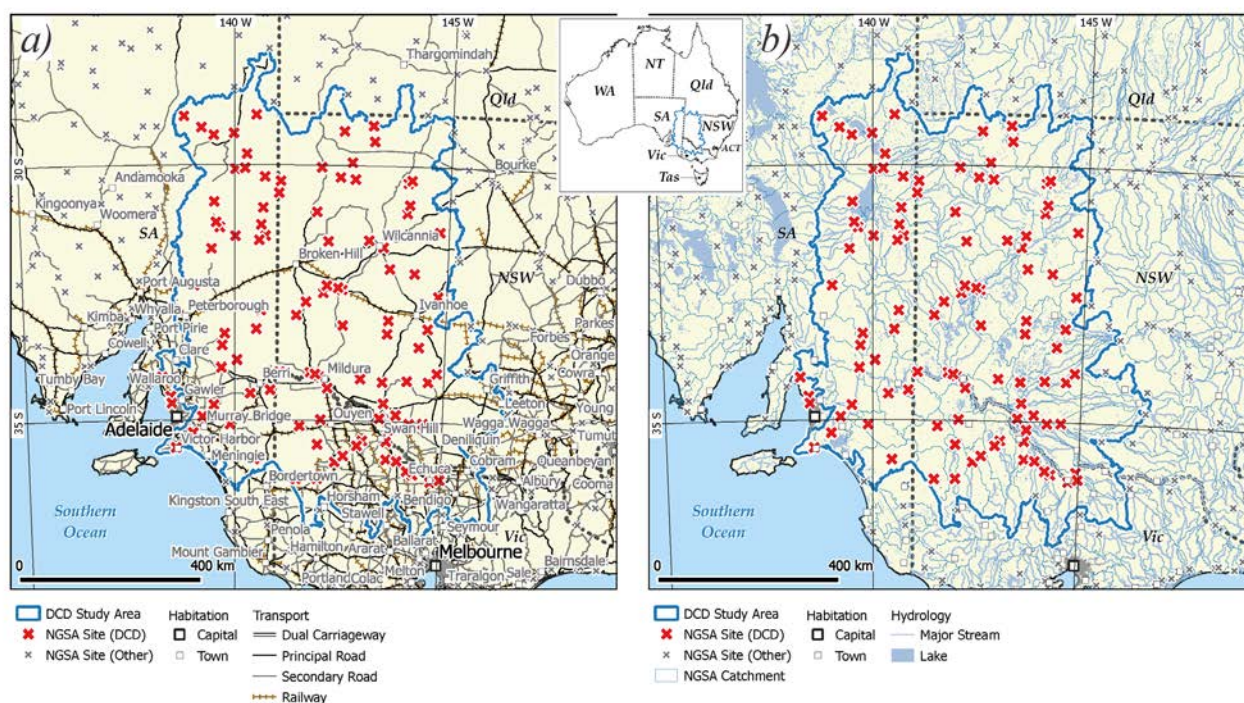 a)
140 W
145 W
Thargomindah
Qld
30 S
Andamooka
Kingoonya
Woomera
SA
Bourke
Wilcannia
Broken Hill
NSW
Dubbo
Port Augusta
Peterborough
Ivanhoe
Whyalla
Kimba
Port Pirie
Parkes
Cowell
Forbes
Clare
Orange
Tumby Bay
Wallaroo
Berri
Mildura
Griffith
Cowra
Gawler
Leeton
Port Lincoln
Murray Bridge
Ouyen
Young
35 S
Adelaide
Swan Hill
Wagga Wagga
Victor Harbor
Deniliquin
Tumut
Meningie
Echuca
Cobram
Queanbeyan
Bordertown
Albury
Cooma
Kingston South East
Horsham
Bendigo
Wangaratta
Stawell
Southern
Ocean
Penola
Seymour
Vic
Mount Gambier
Hamilton
Ararat
Ballarat
Melbourne
Bairnsdale
Portland
Colac
Melton
Traralgon
Sale
0
400 km
WA
NT
Qld
SA
NSW
ACT
Vic
Tas
b)
140 W
145 W
Qld
30 S
SA
NSW
35 S
Southern
Ocean
Vic
0
400 km
DCD Study Area
NGSA Site (DCD)
NGSA Site (Other)
Habitation
Capital
Town
Transport
Dual Carriageway
Principal Road
Secondary Road
Railway
DCD Study Area
NGSA Site (DCD)
NGSA Site (Other)
NGSA Catchment
Habitation
Capital
Town
Hydrology
Major Stream
Lake